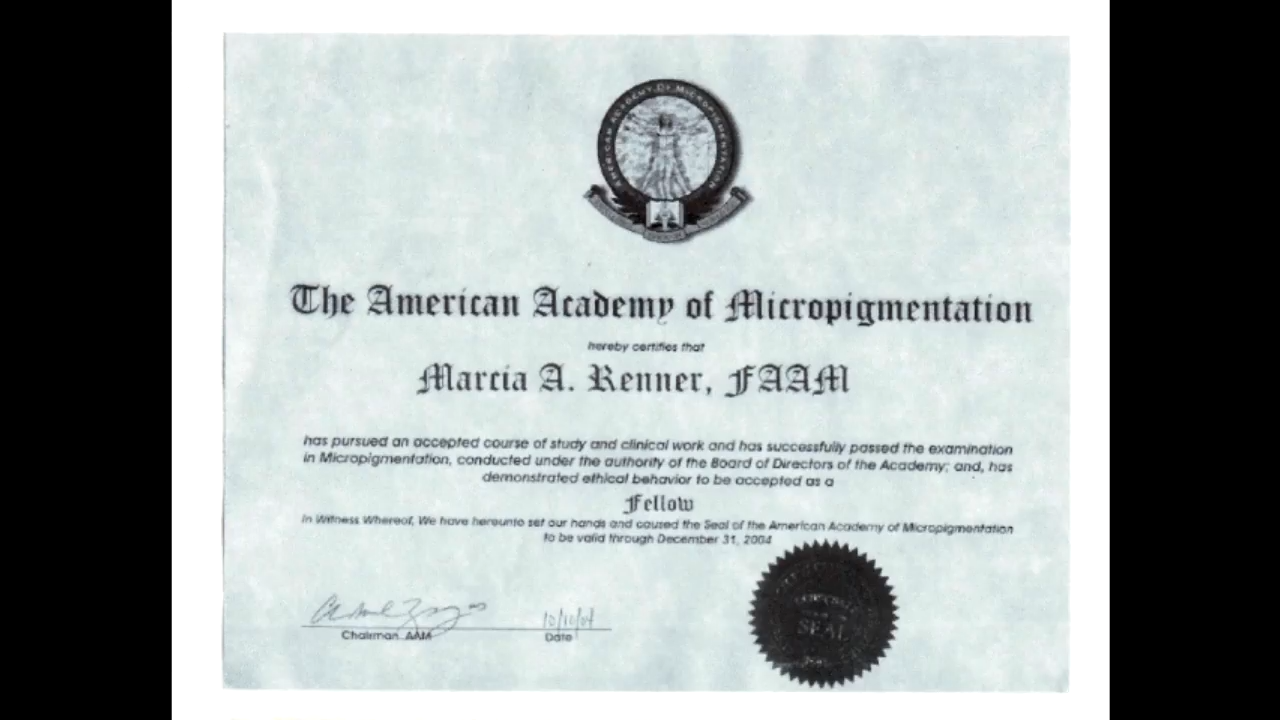 AMERICAN ACADEMY OF MICROPIGMENTATION
The American Academy of Micropigmentation
hereby certifies that
Marcia A. Renner, FAAM
has pursued an accepted course of study and clinical work and has successfully passed the examination
in Micropigmentation, conducted under the authority of the Board of Directors of the Academy; and, has
demonstrated ethical behavior to be accepted as a
Fellow
In Witness Whereof, We have hereunto set our hands and caused the Seal of the American Academy of Micropigmentation
to be valid through December 31, 2004
10/10/04
Chairman, AAM Date
SEAL